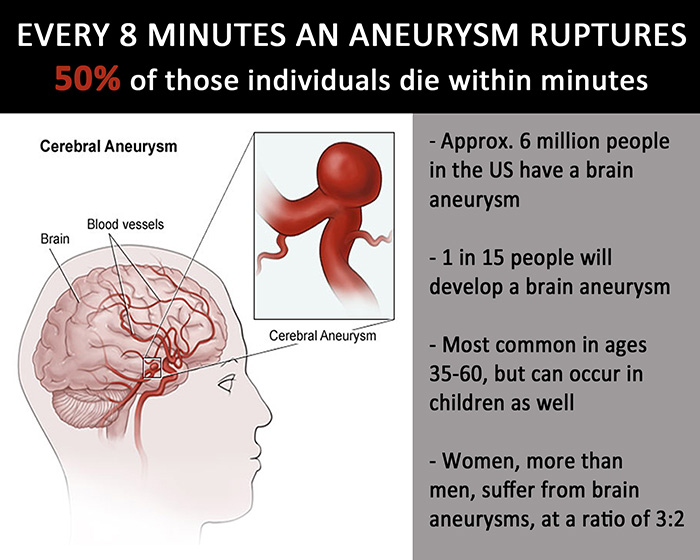 EVERY 8 MINUTES AN ANEURYSM RUPTURES
50% of those individuals die within minutes
Cerebral Aneurysm
Blood vessels
Brain
Cerebral Aneurysm
- Approx. 6 million people
in the US have a brain
aneurysm
- 1 in 15 people will
develop a brain aneurysm
- Most common in ages
35-60, but can occur in
children as well
- Women, more than
men, suffer from brain
aneurysms, at a ratio of 3:2